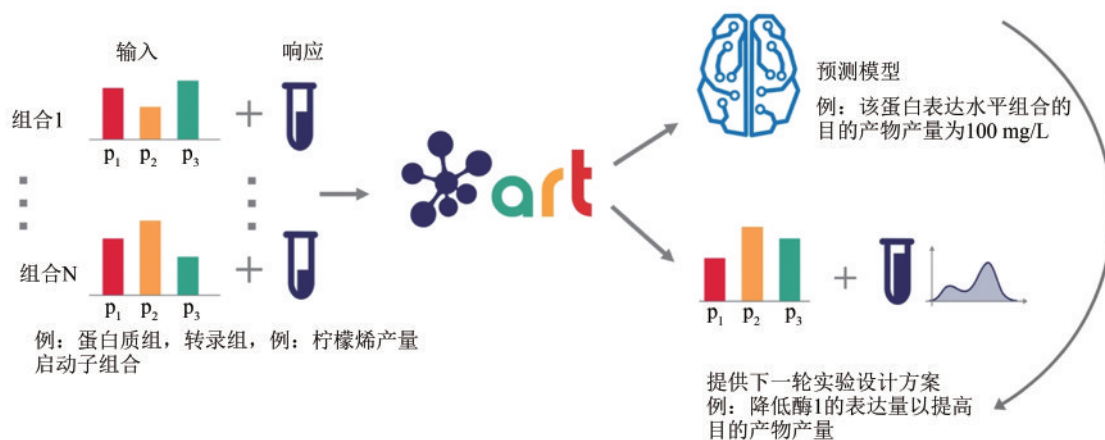 输入
响应
组合1
p1 p2 p3
组合N
p1 p2 p3
例：蛋白质组，转录组，例：柠檬烯产量
启动子组合
art
预测模型
例：该蛋白表达水平组合的
目的产物产量为100 mg/L
p1 p2 p3
提供下一轮实验设计方案
例：降低酶1的表达量以提高
目的产物产量